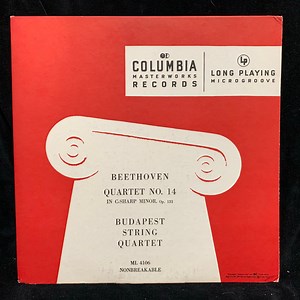 COLUMBIA
MASTERWORKS
RECORDS
Lp
LONG PLAYING
MICROGROOVE
BEETHOVEN
QUARTET NO. 14
IN C-SHARP MINOR, Op. 131
BUDAPEST
STRING
QUARTET
ML 4106
NONBREAKABLE